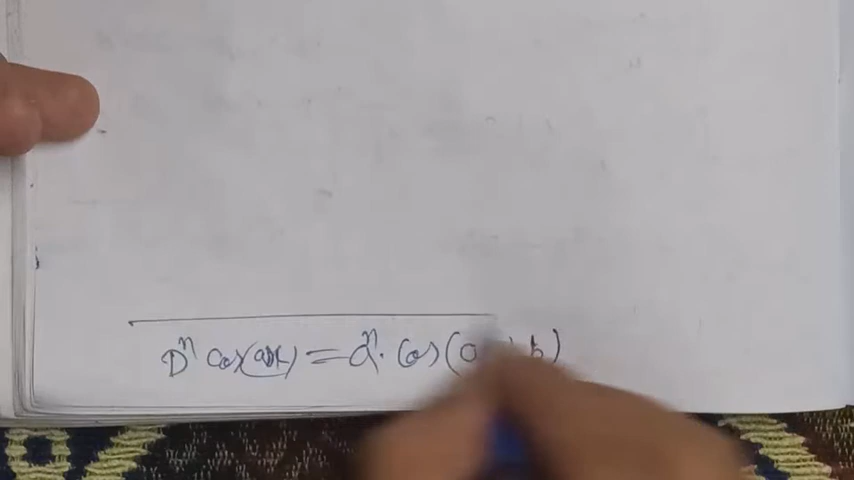 Dⁿ Cos(ax) = aⁿ. Cos(a b)